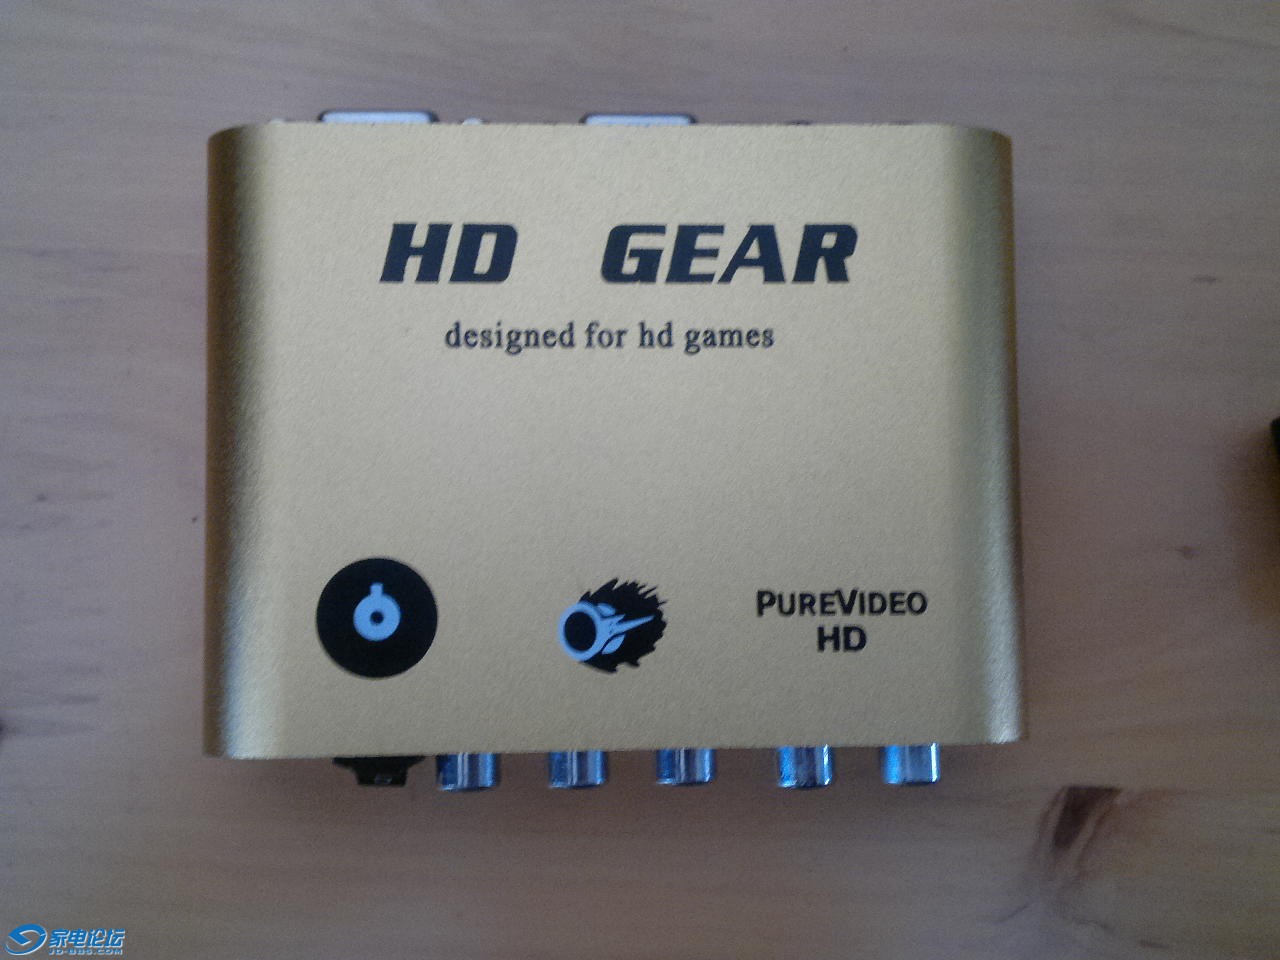 HD GEAR
designed for hd games
PUREVIDEO
HD
家电论坛
JD-BBS.COM